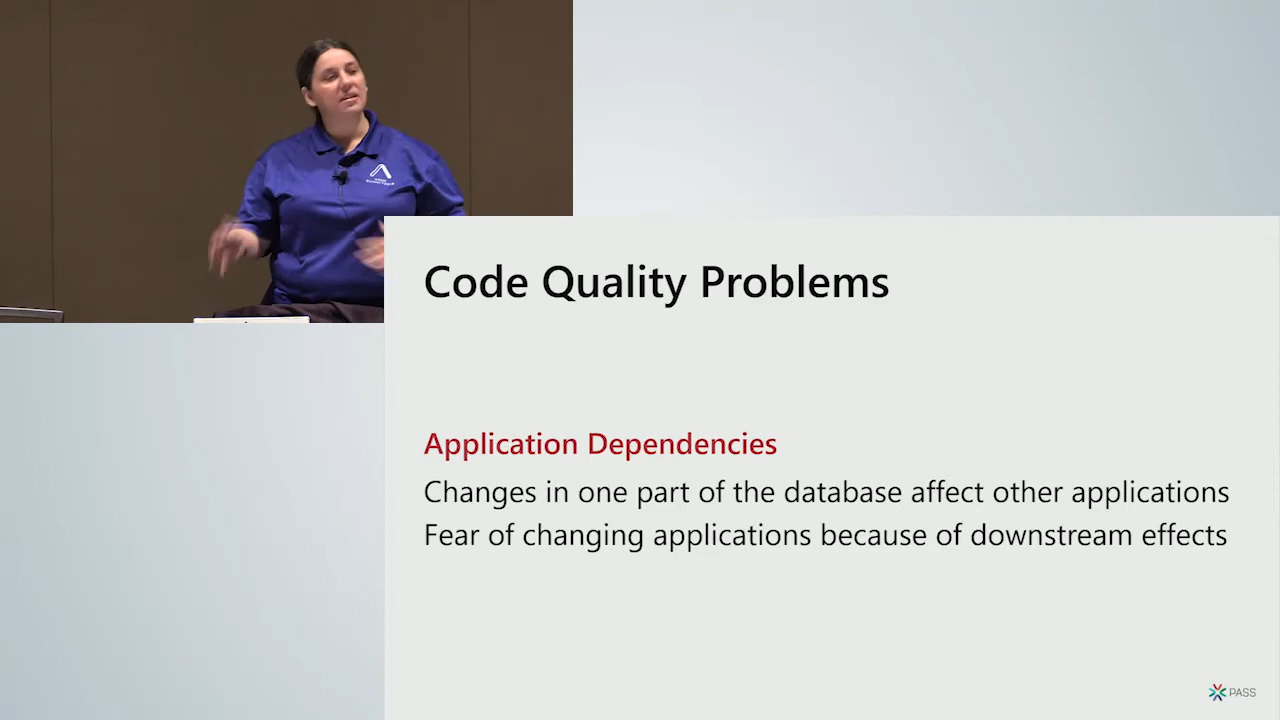 Code Quality Problems
Application Dependencies
Changes in one part of the database affect other applications
Fear of changing applications because of downstream effects
PASS